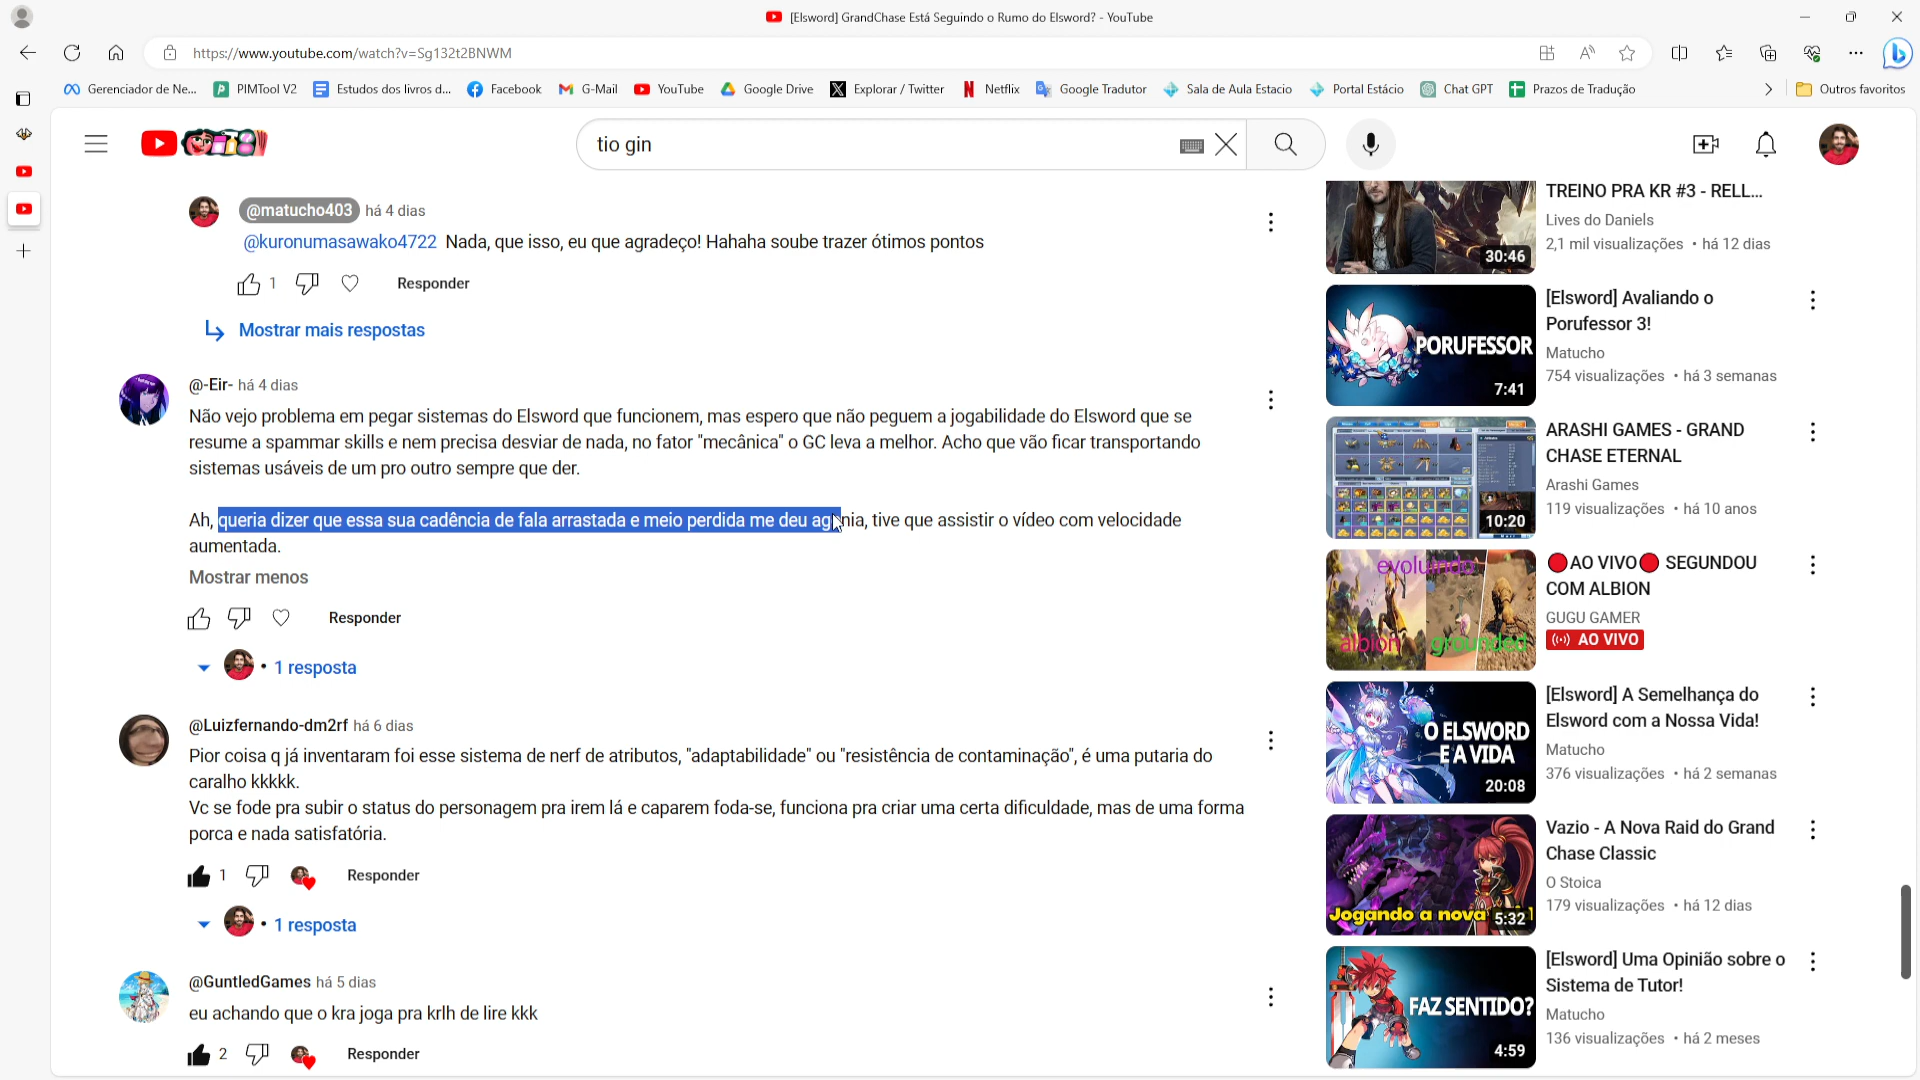 [Elsword] GrandChase Está Seguindo o Rumo do Elsword? - YouTube
https://www.youtube.com/watch?v=Sg132t2BNWM
Gerenciador de Ne...
PIMTool V2
Estudos dos livros d...
Facebook
G-Mail
YouTube
Google Drive
Explorar / Twitter
Netflix
Google Tradutor
Sala de Aula Estacio
Portal Estácio
Chat GPT
Prazos de Tradução
Outros favoritos
tio gin
@matucho403 há 4 dias
@kuronumasawako4722 Nada, que isso, eu que agradeço! Hahaha soube trazer ótimos pontos
1
Responder
Mostrar mais respostas
@-Eir- há 4 dias
Não vejo problema em pegar sistemas do Elsword que funcionem, mas espero que não peguem a jogabilidade do Elsword que se
resume a spammar skills e nem precisa desviar de nada, no fator "mecânica" o GC leva a melhor. Acho que vão ficar transportando
sistemas usáveis de um pro outro sempre que der.
Ah, queria dizer que essa sua cadência de fala arrastada e meio perdida me deu agonia, tive que assistir o vídeo com velocidade
aumentada.
Mostrar menos
Responder
• 1 resposta
@Luizfernando-dm2rf há 6 dias
Pior coisa q já inventaram foi esse sistema de nerf de atributos, "adaptabilidade" ou "resistência de contaminação", é uma putaria do
caralho kkkkk.
Vc se fode pra subir o status do personagem pra irem lá e caparem foda-se, funciona pra criar uma certa dificuldade, mas de uma forma
porca e nada satisfatória.
1
Responder
• 1 resposta
@GuntledGames há 5 dias
eu achando que o kra joga pra krlh de lire kkk
2
Responder
30:46
TREINO PRA KR #3 - RELL...
Lives do Daniels
2,1 mil visualizações • há 12 dias
PORUFESSOR
7:41
[Elsword] Avaliando o
Porufessor 3!
Matucho
754 visualizações • há 3 semanas
10:20
ARASHI GAMES - GRAND
CHASE ETERNAL
Arashi Games
119 visualizações • há 10 anos
evoluindo
albion
grounded
AO VIVO SEGUNDOU
COM ALBION
GUGU GAMER
AO VIVO
O ELSWORD
E A VIDA
20:08
[Elsword] A Semelhança do
Elsword com a Nossa Vida!
Matucho
376 visualizações • há 2 semanas
Jogando a nova
5:32
Vazio - A Nova Raid do Grand
Chase Classic
O Stoica
179 visualizações • há 12 dias
FAZ SENTIDO?
4:59
[Elsword] Uma Opinião sobre o
Sistema de Tutor!
Matucho
136 visualizações • há 2 meses